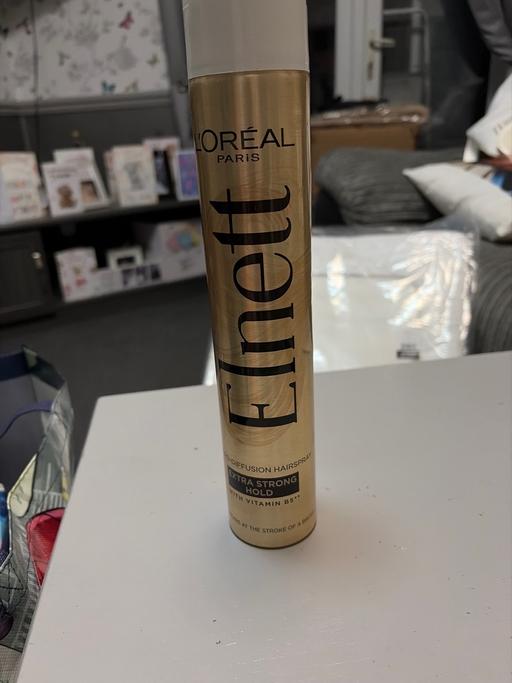 L'ORÉAL
PARIS
Elnett
-DIFFUSION HAIRSPRAY
EXTRA STRONG
HOLD
WITH VITAMIN B5**
AT THE STROKE OF A